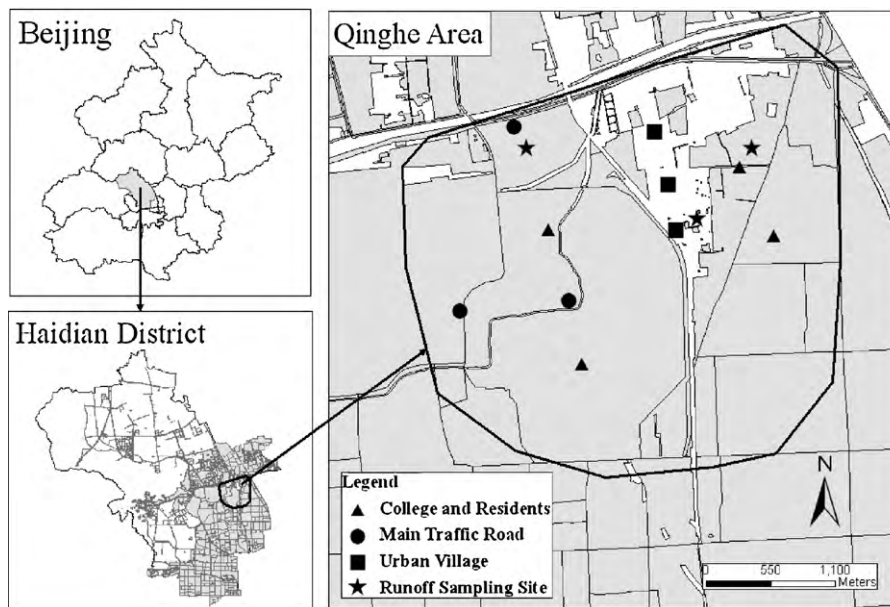 Beijing
Qinghe Area
Haidian District
N
Legend
College and Residents
Main Traffic Road
Urban Village
Runoff Sampling Site
0 550 1,100
Meters